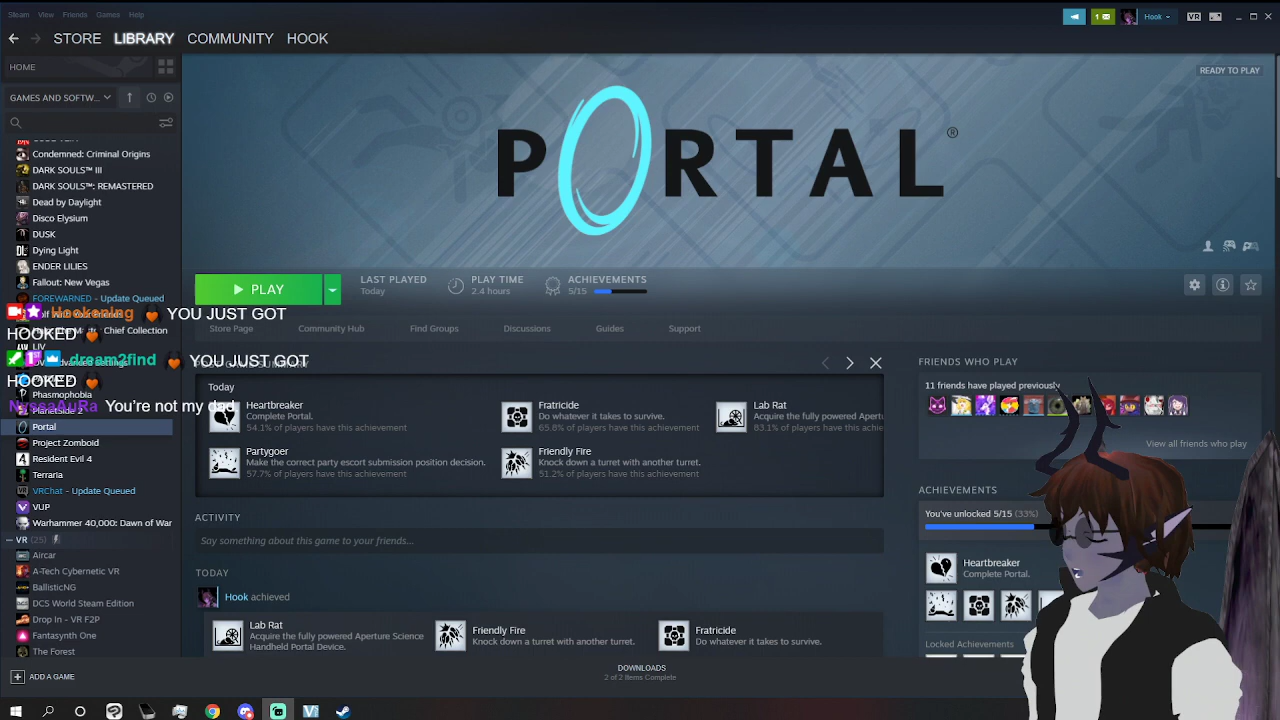 Steam View Friends Games Help
1
Hook
VR
STORE LIBRARY COMMUNITY HOOK
HOME
GAMES AND SOFTW...
READY TO PLAY
PORTAL®
Condemned: Criminal Origins
DARK SOULS™ III
DARK SOULS™: REMASTERED
Dead by Daylight
Disco Elysium
DUSK
Dying Light
ENDER LILIES
Fallout: New Vegas
FOREWARNED - Update Queued
Hookening YOU JUST GOT
HOOKED
Chief Collection
LIV
dream2find YOU JUST GOT
HOOKED
Phasmophobia
NyssaAuRa You're not my dad
Portal
Project Zomboid
Resident Evil 4
Terraria
VRChat - Update Queued
VUP
Warhammer 40,000: Dawn of War
VR (25)
Aircar
A-Tech Cybernetic VR
BallisticNG
DCS World Steam Edition
Drop In - VR F2P
Fantasynth One
The Forest
ADD A GAME
PLAY
LAST PLAYED
Today
PLAY TIME
2.4 hours
ACHIEVEMENTS
5/15
Store Page Community Hub Find Groups Discussions Guides Support
Today
Heartbreaker
Complete Portal.
54.1% of players have this achievement
Fratricide
Do whatever it takes to survive.
65.8% of players have this achievement
Lab Rat
Acquire the fully powered Apertu
83.1% of players have this achieve
Partygoer
Make the correct party escort submission position decision.
57.7% of players have this achievement
Friendly Fire
Knock down a turret with another turret.
51.2% of players have this achievement
ACTIVITY
Say something about this game to your friends...
TODAY
Hook achieved
Lab Rat
Acquire the fully powered Aperture Science
Handheld Portal Device.
Friendly Fire
Knock down a turret with another turret.
Fratricide
Do whatever it takes to survive.
FRIENDS WHO PLAY
11 friends have played previously
View all friends who play
ACHIEVEMENTS
You've unlocked 5/15 (33%)
Heartbreaker
Complete Portal.
Locked Achievements
DOWNLOADS
2 of 2 Items Complete